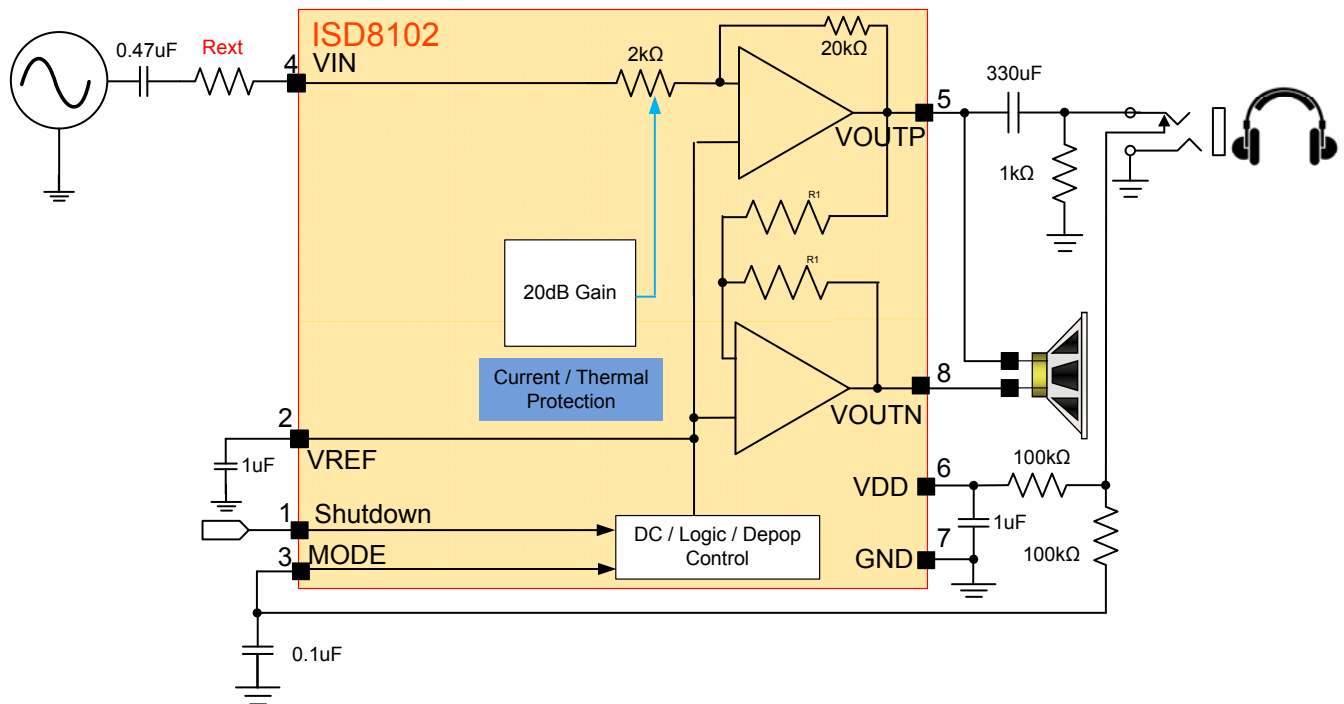 ISD8102
0.47uF
Rext
4
VIN
2kΩ
20kΩ
5
VOUTP
330uF
1kΩ
R1
R1
20dB Gain
Current / Thermal
Protection
8
VOUTN
2
VREF
1uF
1
Shutdown
3
MODE
0.1uF
DC / Logic / Depop
Control
6
VDD
100kΩ
1uF
7
GND
100kΩ